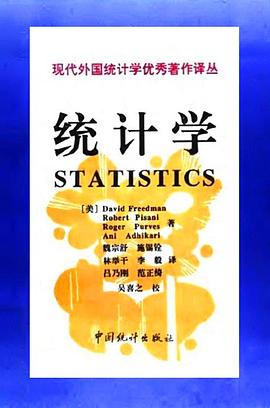 现代外国统计学优秀著作译丛
统计学
STATISTICS
[美] David Freedman
Robert Pisani
Roger Purves
Ani Adhikari
著
魏宗舒 施锡铨
林举干 李毅 译
吕乃刚 范正绮
吴喜之 校
中国统计出版社